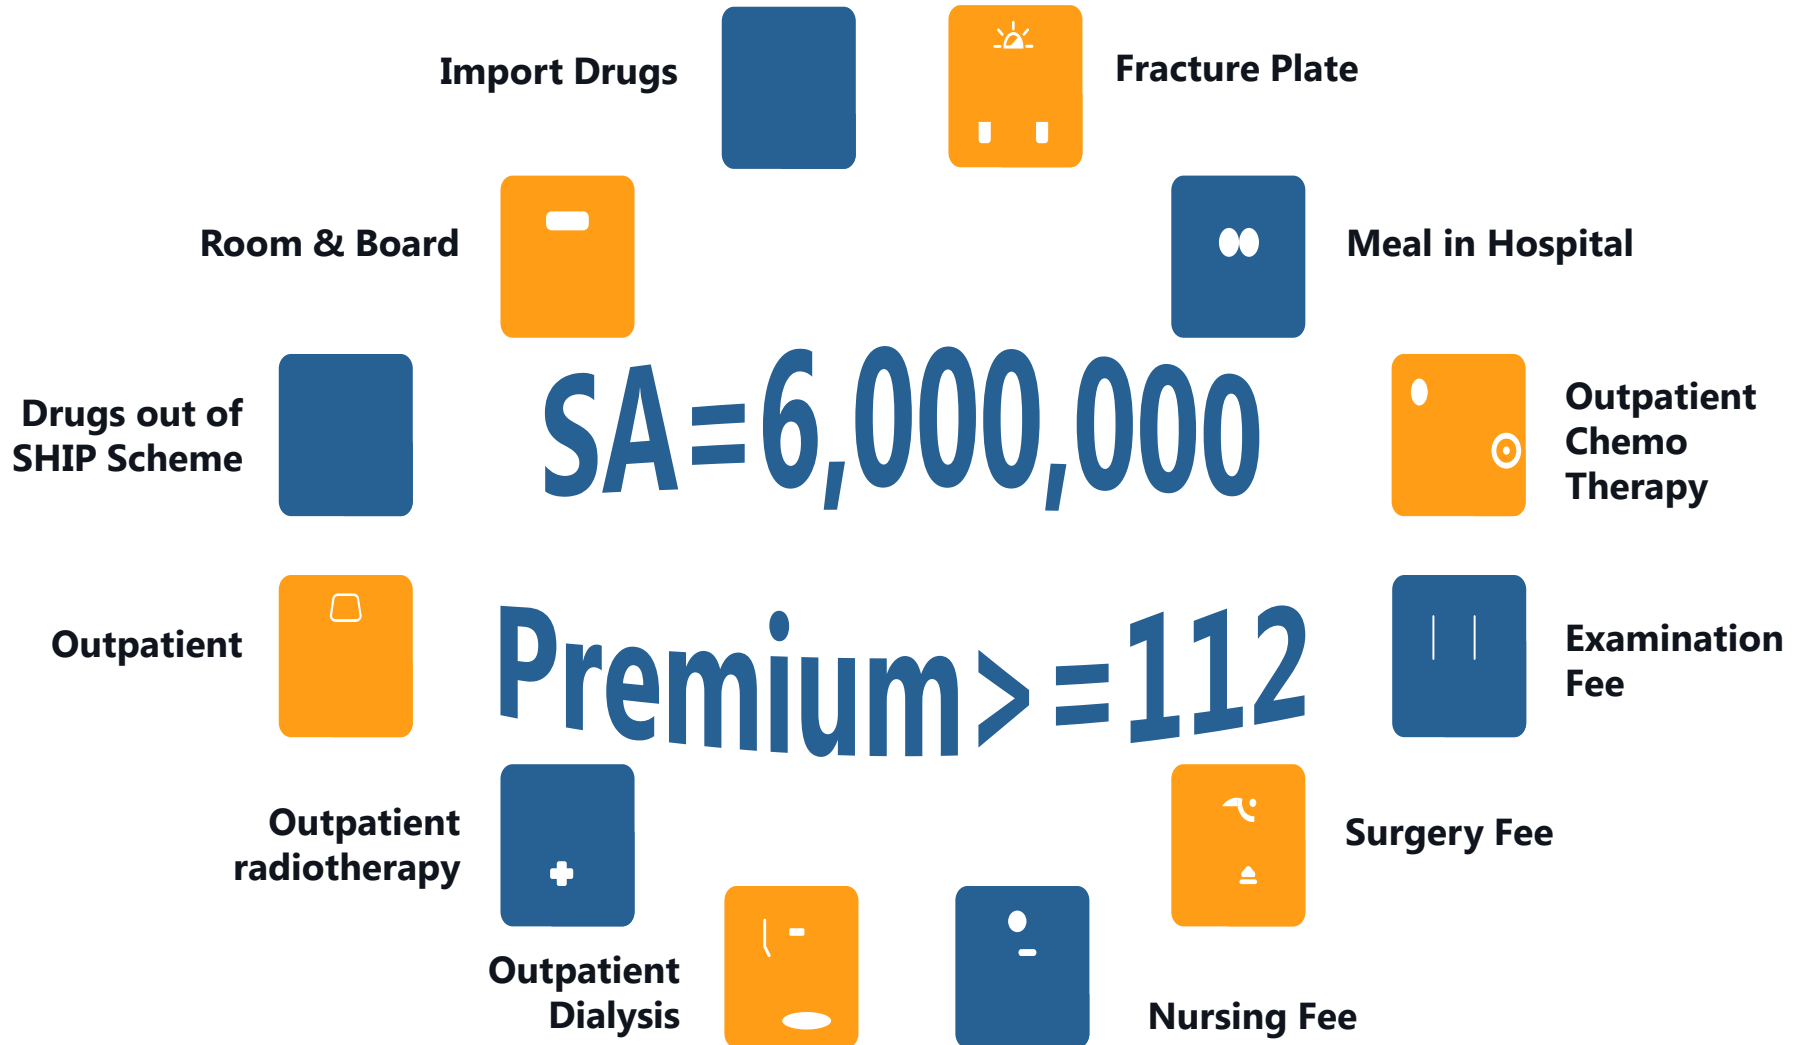 Import Drugs
Fracture Plate
Room & Board
Meal in Hospital
Drugs out of
SHIP Scheme
SA=6,000,000
Outpatient
Chemo
Therapy
Outpatient
Premium>=112
Examination
Fee
Outpatient
radiotherapy
Surgery Fee
Outpatient
Dialysis
Nursing Fee